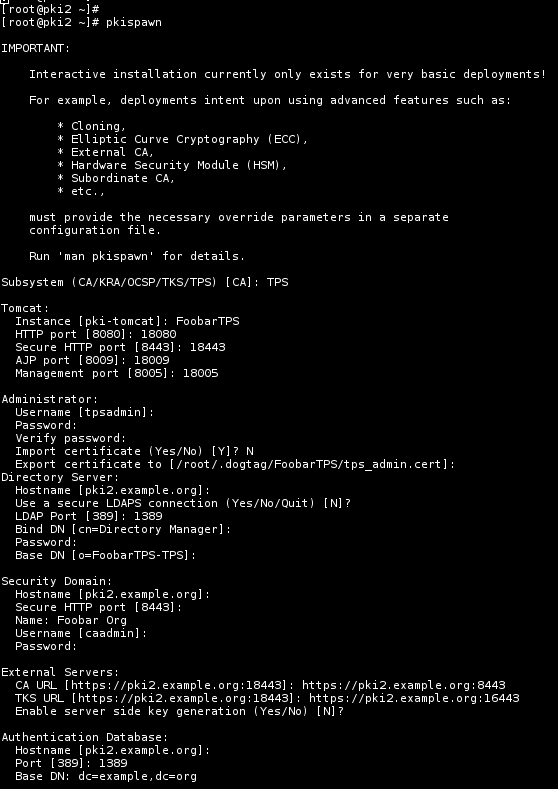 [root@pki2 ~]#
[root@pki2 ~]# pkispawn
IMPORTANT:
Interactive installation currently only exists for very basic deployments!
For example, deployments intent upon using advanced features such as:
* Cloning,
* Elliptic Curve Cryptography (ECC),
* External CA,
* Hardware Security Module (HSM),
* Subordinate CA,
* etc.,
must provide the necessary override parameters in a separate
configuration file.
Run 'man pkispawn' for details.
Subsystem (CA/KRA/OCSP/TKS/TPS) [CA]: TPS
Tomcat:
Instance [pki-tomcat]: FoobarTPS
HTTP port [8080]: 18080
Secure HTTP port [8443]: 18443
AJP port [8009]: 18009
Management port [8005]: 18005
Administrator:
Username [tpsadmin]:
Password:
Verify password:
Import certificate (Yes/No) [Y]? N
Export certificate to [/root/.dogtag/FoobarTPS/tps_admin.cert]:
Directory Server:
Hostname [pki2.example.org]:
Use a secure LDAPS connection (Yes/No/Quit) [N]?
LDAP Port [389]: 1389
Bind DN [cn=Directory Manager]:
Password:
Base DN [o=FoobarTPS-TPS]:
Security Domain:
Hostname [pki2.example.org]:
Secure HTTP port [8443]:
Name: Foobar Org
Username [caadmin]:
Password:
External Servers:
CA URL [https://pki2.example.org:18443]: https://pki2.example.org:8443
TKS URL [https://pki2.example.org:18443]: https://pki2.example.org:16443
Enable server side key generation (Yes/No) [N]?
Authentication Database:
Hostname [pki2.example.org]:
Port [389]: 1389
Base DN: dc=example,dc=org